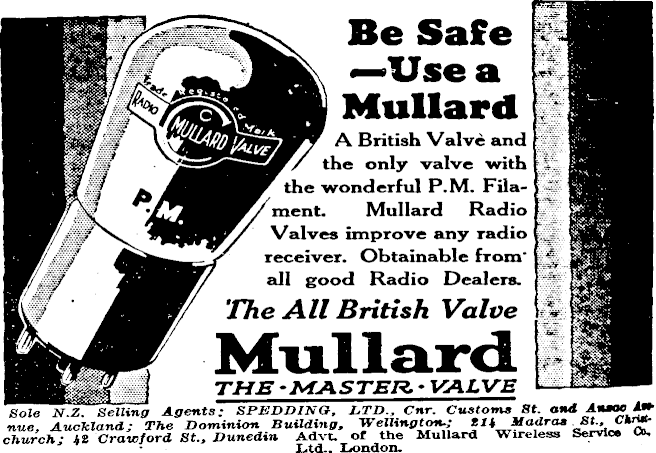 Be Safe
—Use a
Mullard
A British Valve and
the only valve with
the wonderful P.M. Fila-
ment. Mullard Radio
Valves improve any radio
receiver. Obtainable from
all good Radio Dealers.
The All British Valve
Mullard
THE·MASTER·VALVE
Trade Registered Mark
RADIO
MULLARD
VALVE
P.M.
Sole N.Z. Selling Agents: SPEDDING, LTD., Cnr. Customs St. and Anzac Ave-
nue, Auckland; The Dominion Building, Wellington; 214 Madras St., Christ-
church; 42 Crawford St., Dunedin Advt. of the Mullard Wireless Service Co.,
Ltd., London.